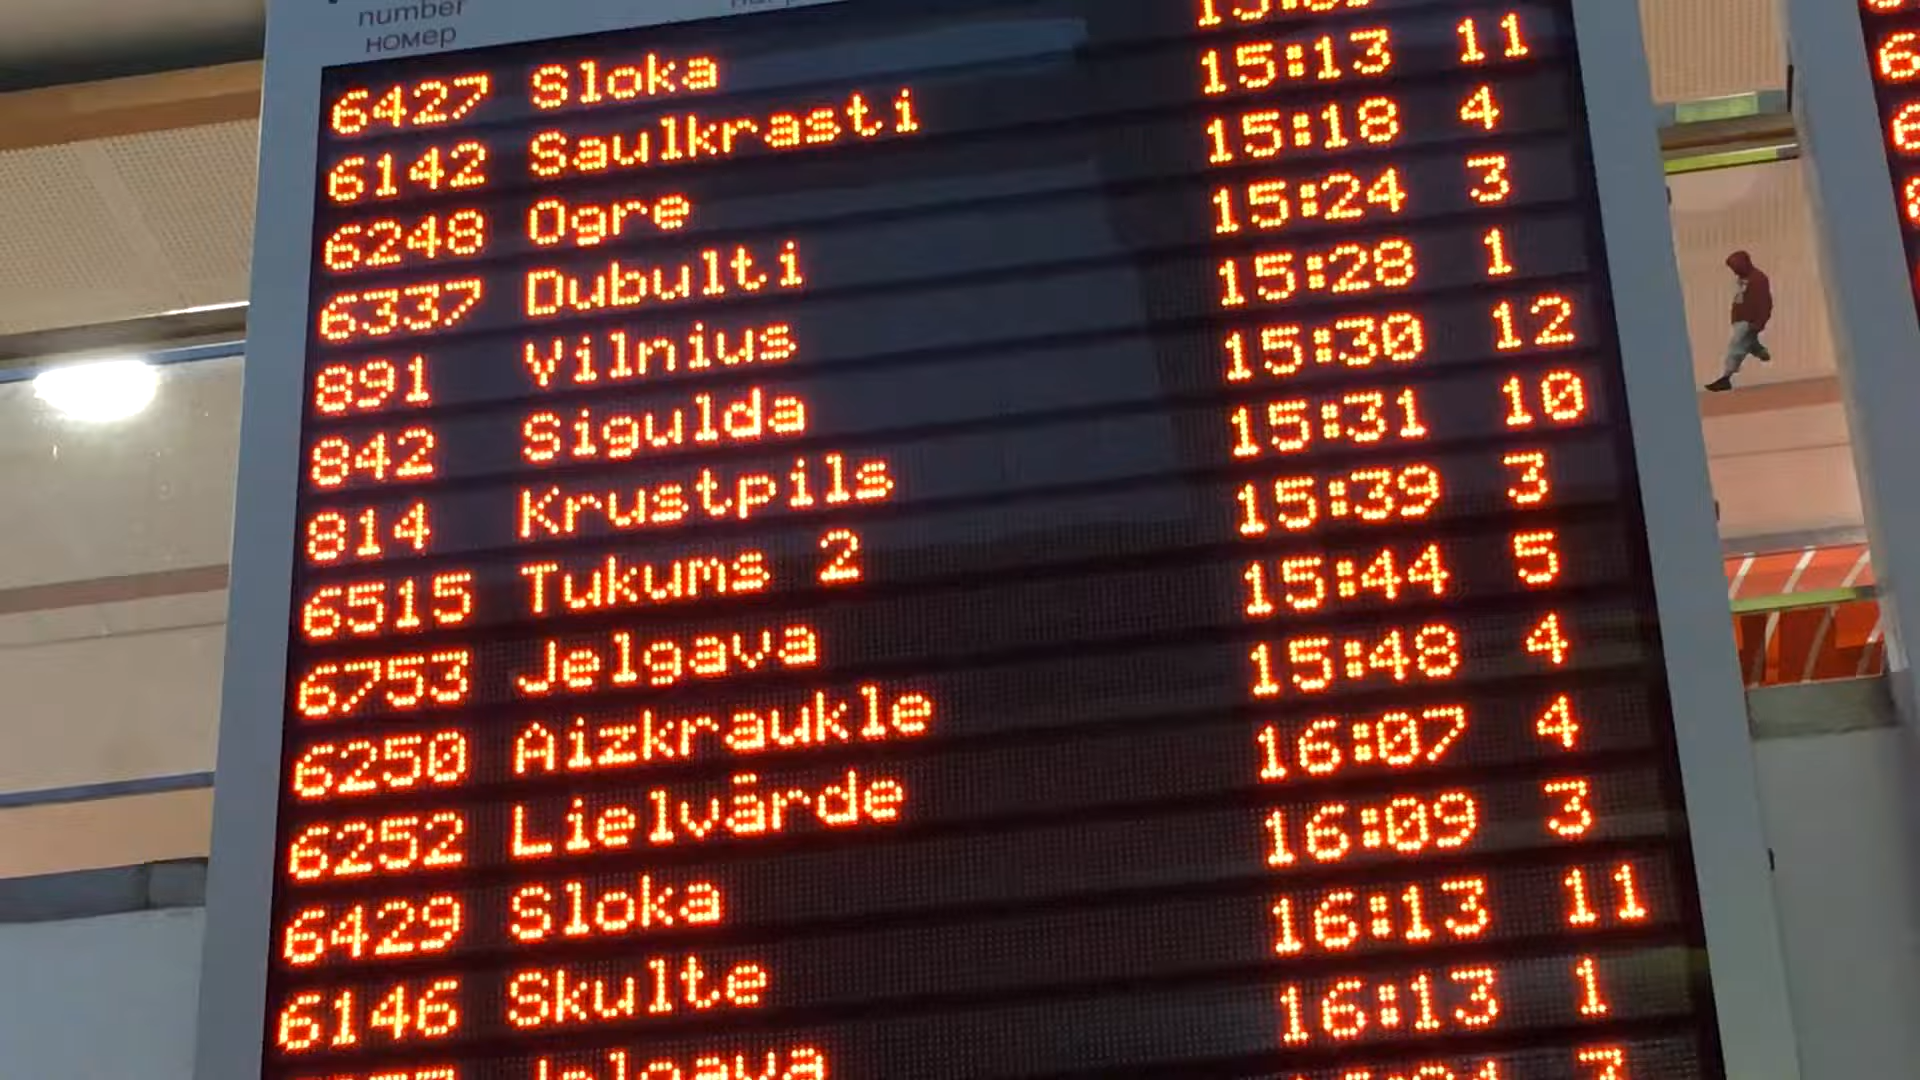 number
номер
6427 Sloka
6142 Saulkrasti 15:13 11
6248 Ogre 15:18 4
6337 Dubulti 15:24 3
891 Vilnius 15:28 1
842 Sigulda 15:30 12
814 Krustpils 15:31 10
6515 Tukums 2 15:39 3
6753 Jelgava 15:44 5
6250 Aizkraukle 15:48 4
6252 Lielvārde 16:07 4
6429 Sloka 16:09 3
6146 Skulte 16:13 11
Jelgava 16:13 1